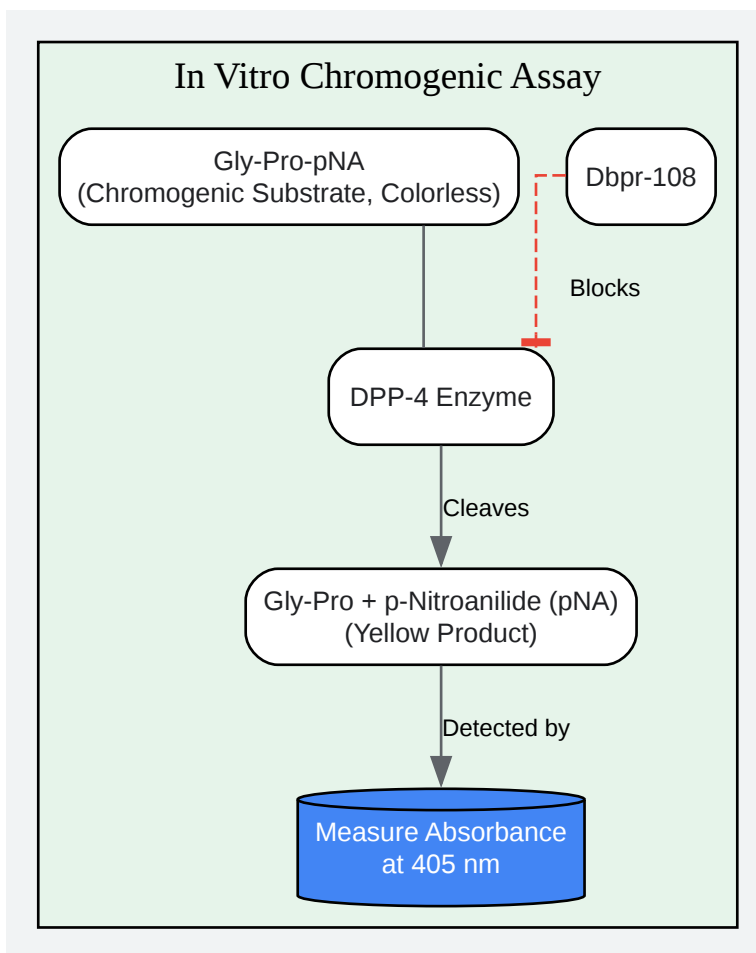 In Vitro Chromogenic Assay
Gly-Pro-pNA
(Chromogenic Substrate, Colorless)
Dbpr-108
Blocks
DPP-4 Enzyme
Cleaves
Gly-Pro + p-Nitroanilide (pNA)
(Yellow Product)
Detected by
Measure Absorbance
at 405 nm